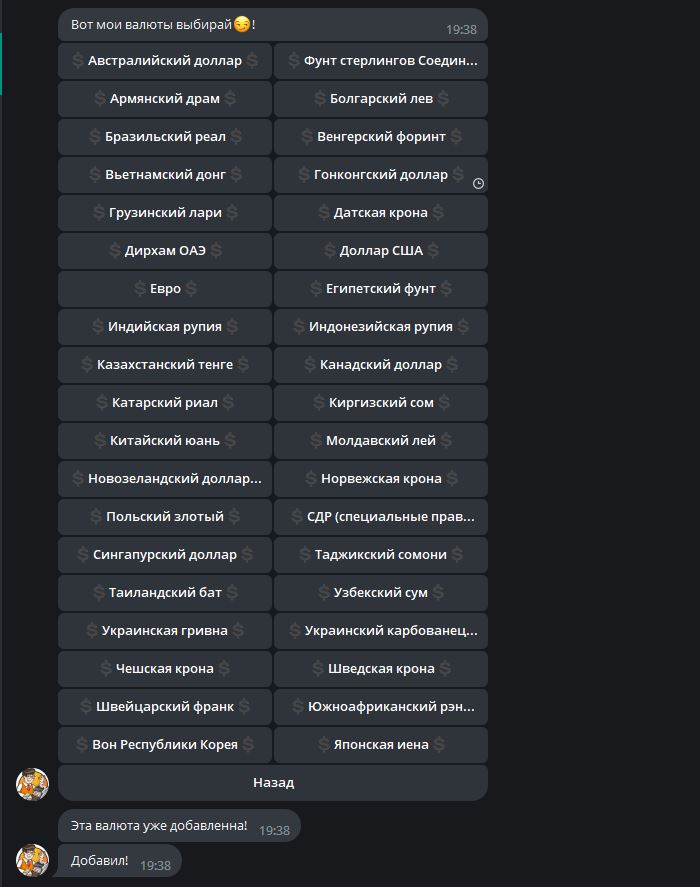 Вот мои валюты выбирай😏!
19:38
💲Австралийский доллар💲
💲Фунт стерлингов Соедин...
💲Армянский драм💲
💲Болгарский лев💲
💲Бразильский реал💲
💲Венгерский форинт💲
💲Вьетнамский донг💲
💲Гонконгский доллар💲
💲Грузинский лари💲
💲Датская крона💲
💲Дирхам ОАЭ💲
💲Доллар США💲
💲Евро💲
💲Египетский фунт💲
💲Индийская рупия💲
💲Индонезийская рупия💲
💲Казахстанский тенге💲
💲Канадский доллар💲
💲Катарский риал💲
💲Киргизский сом💲
💲Китайский юань💲
💲Молдавский лей💲
💲Новозеландский доллар...
💲Норвежская крона💲
💲Польский злотый💲
💲СДР (специальные прав...
💲Сингапурский доллар💲
💲Таджикский сомони💲
💲Таиландский бат💲
💲Узбекский сум💲
💲Украинская гривна💲
💲Украинский карбованец...
💲Чешская крона💲
💲Шведская крона💲
💲Швейцарский франк💲
💲Южноафриканский рэн...
💲Вон Республики Корея💲
💲Японская иена💲
Назад
Эта валюта уже добавленна!
19:38
Добавил!
19:38